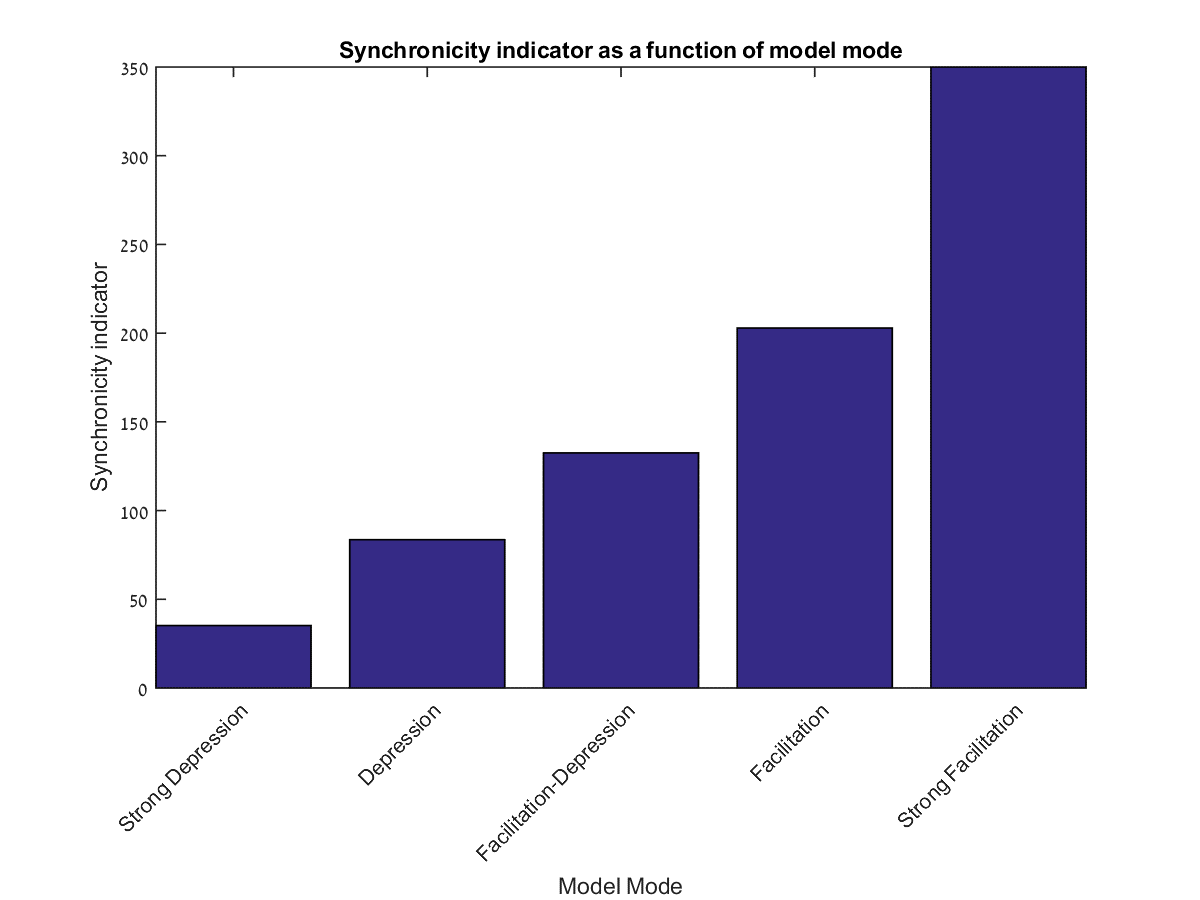 Synchronicity indicator as a function of model mode
350
300
250
200
150
100
50
0
Synchronicity indicator
Strong Depression
Depression
Facilitation-Depression
Facilitation
Strong Facilitation
Model Mode